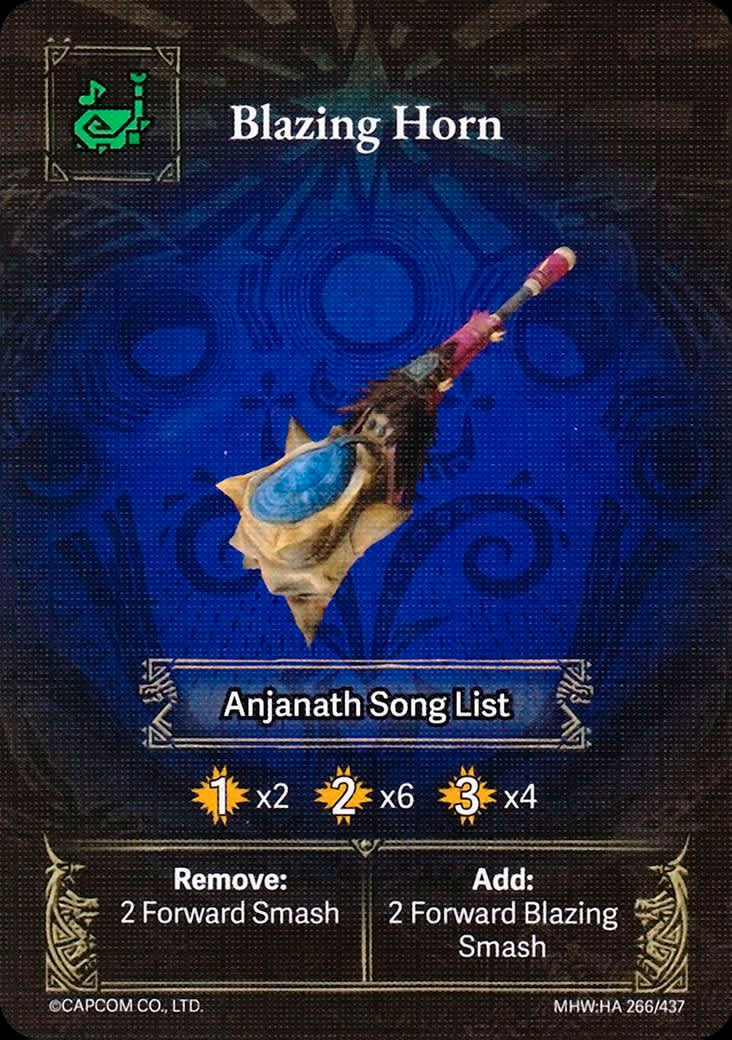 Blazing Horn
Anjanath Song List
1 x2 2 x6 3 x4
Remove:
2 Forward Smash
Add:
2 Forward Blazing
Smash
©CAPCOM CO., LTD.
MHW:HA 266/437